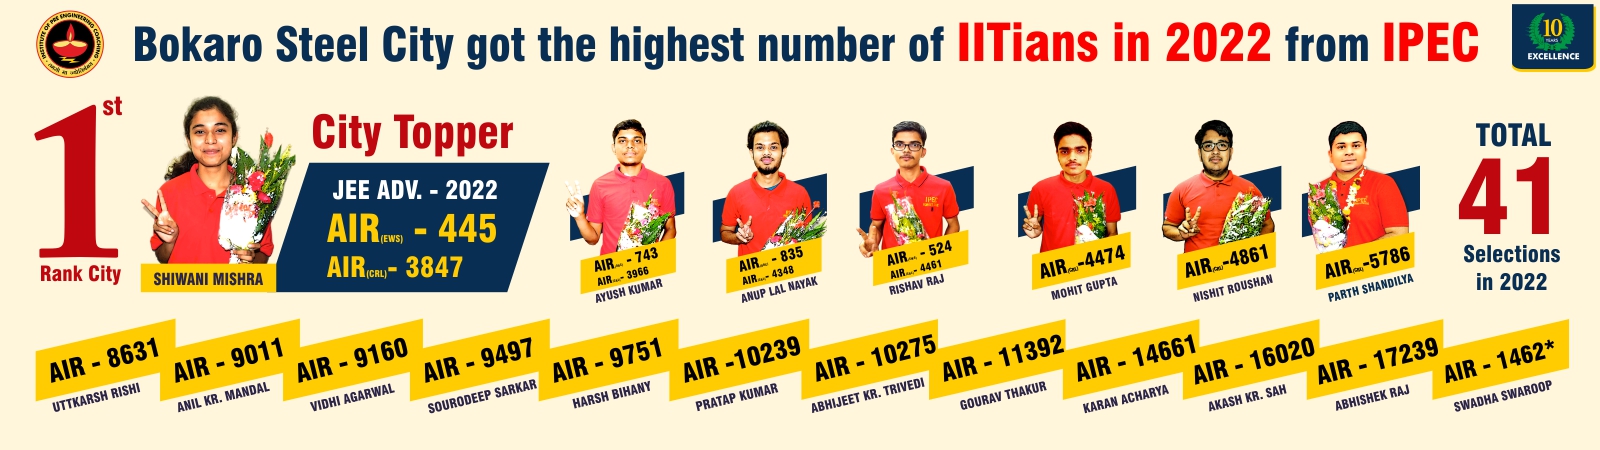 INSTITUTE OF PRE ENGINEERING COACHING
Bokaro Steel City got the highest number of IITians in 2022 from IPEC
10
YEARS
EXCELLENCE
1st
Rank City
SHIWANI MISHRA
City Topper
JEE ADV. - 2022
AIR(EWS) - 445
AIR(CRL)- 3847
AIR - 743
AIR - 3966
AYUSH KUMAR
AIR - 835
AIR - 4348
ANUP LAL NAYAK
IPEC
AIR - 524
AIR - 4461
RISHAV RAJ
AIR(CRL)-4474
MOHIT GUPTA
AIR(CRL)-4861
NISHIT ROUSHAN
AIR(CRL)-5786
PARTH SHANDILYA
TOTAL
41
Selections
in 2022
AIR - 8631
UTTKARSH RISHI
AIR - 9011
ANIL KR. MANDAL
AIR - 9160
VIDHI AGARWAL
AIR - 9497
SOURODEEP SARKAR
AIR - 9751
HARSH BIHANY
AIR -10239
PRATAP KUMAR
AIR - 10275
ABHIJEET KR. TRIVEDI
AIR - 11392
GOURAV THAKUR
AIR - 14661
KARAN ACHARYA
AIR - 16020
AKASH KR. SAH
AIR - 17239
ABHISHEK RAJ
AIR - 1462*
SWADHA SWAROOP